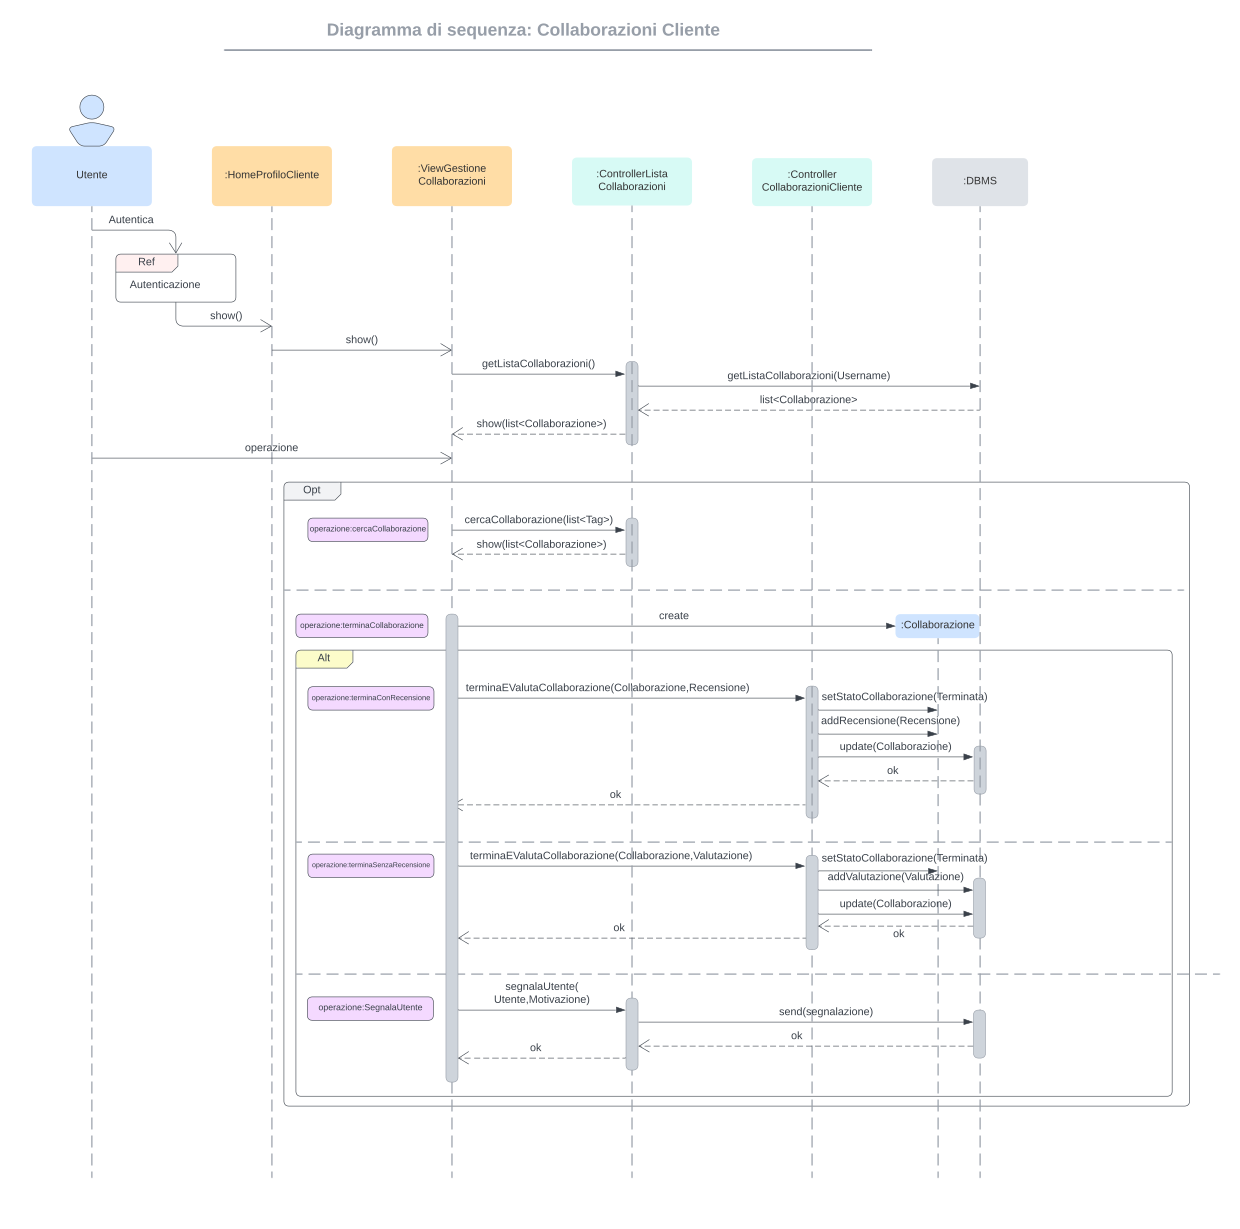 Diagramma di sequenza: Collaborazioni Cliente
Utente
:HomeProfiloCliente
:ViewGestione
Collaborazioni
:ControllerLista
Collaborazioni
:Controller
CollaborazioniCliente
:DBMS
Autentica
Ref
Autenticazione
show()
show()
getListaCollaborazioni()
getListaCollaborazioni(Username)
list<Collaborazione>
show(list<Collaborazione>)
operazione
Opt
operazione:cercaCollaborazione
cercaCollaborazione(list<Tag>)
show(list<Collaborazione>)
operazione:terminaCollaborazione
create
:Collaborazione
Alt
operazione:terminaConRecensione
terminaEValutaCollaborazione(Collaborazione,Recensione)
setStatoCollaborazione(Terminata)
addRecensione(Recensione)
update(Collaborazione)
ok
ok
operazione:terminaSenzaRecensione
terminaEValutaCollaborazione(Collaborazione,Valutazione)
setStatoCollaborazione(Terminata)
addValutazione(Valutazione)
update(Collaborazione)
ok
ok
operazione:SegnalaUtente
segnalaUtente(
Utente,Motivazione)
send(segnalazione)
ok
ok